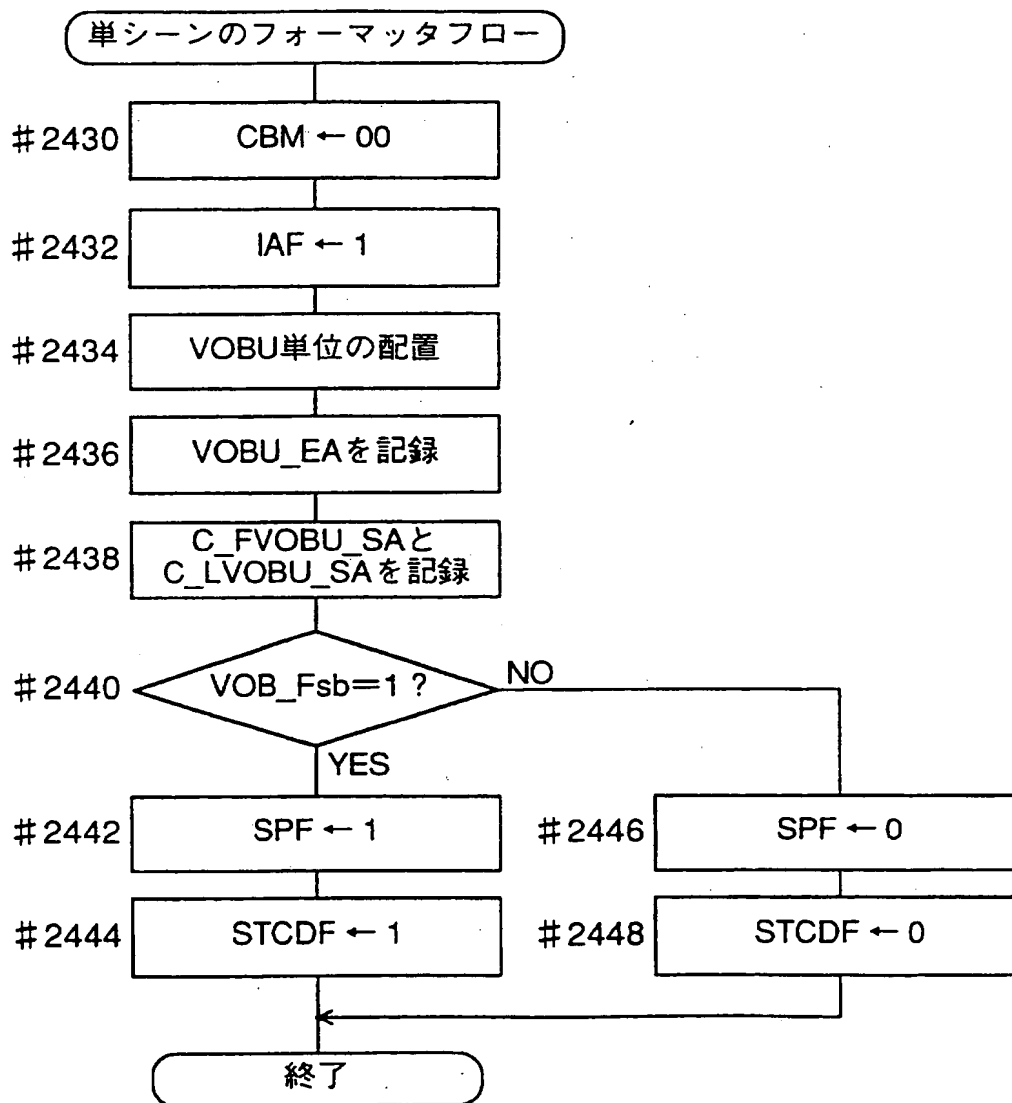 単シーンのフォーマッタフロー
#2430
CBM ← 00
#2432
IAF ← 1
#2434
VOBU単位の配置
#2436
VOBU_EAを記録
#2438
C_FVOBU_SAと
C_LVOBU_SAを記録
#2440
VOB_Fsb=1?
NO
YES
#2442
SPF ← 1
#2446
SPF ← 0
#2444
STCDF ← 1
#2448
STCDF ← 0
終了